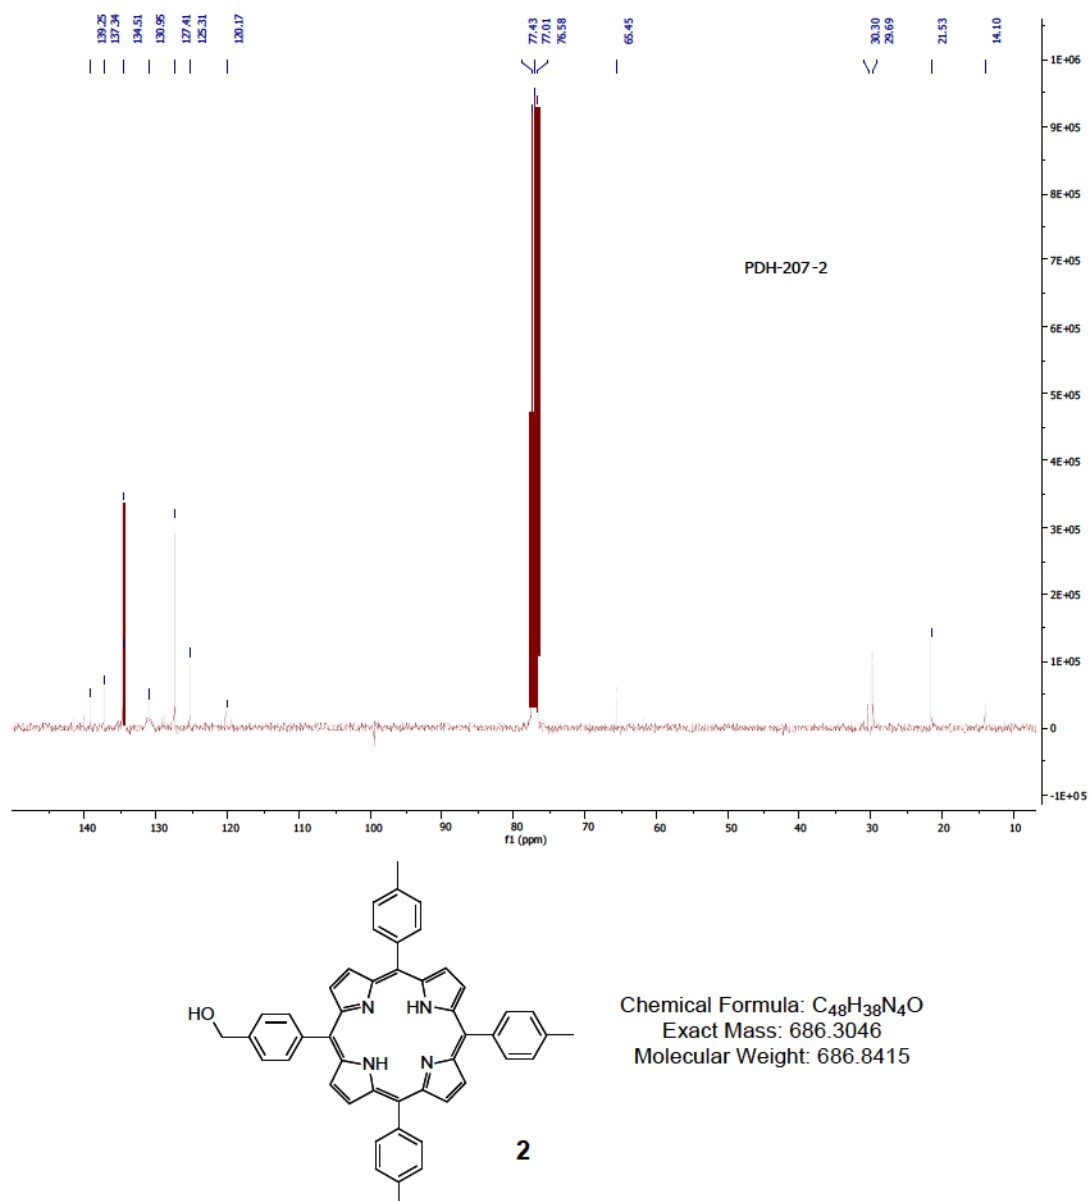 139.25
137.34
134.51
130.95
127.41
125.31
120.17
77.43
77.01
76.58
65.45
30.30
29.69
21.53
14.10
1E+06
9E+05
8E+05
7E+05
PDH-207-2
6E+05
5E+05
4E+05
3E+05
2E+05
1E+05
0
-1E+05
140 130 120 110 100 90 80 70 60 50 40 30 20 10
f1 (ppm)
HO
N
HN
NH
N
Chemical Formula: C₄₈H₃₈N₄O
Exact Mass: 686.3046
Molecular Weight: 686.8415
2